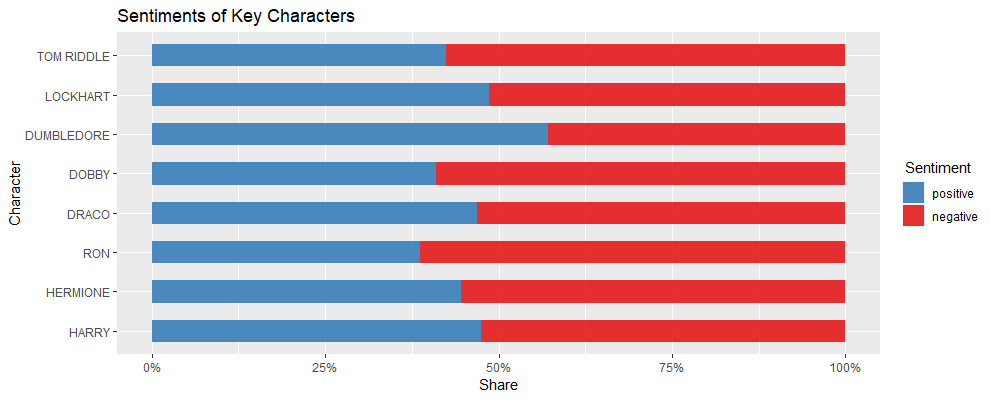 Sentiments of Key Characters
Character
TOM RIDDLE
LOCKHART
DUMBLEDORE
DOBBY
DRACO
RON
HERMIONE
HARRY
0% 25% 50% 75% 100%
Share
Sentiment
positive
negative